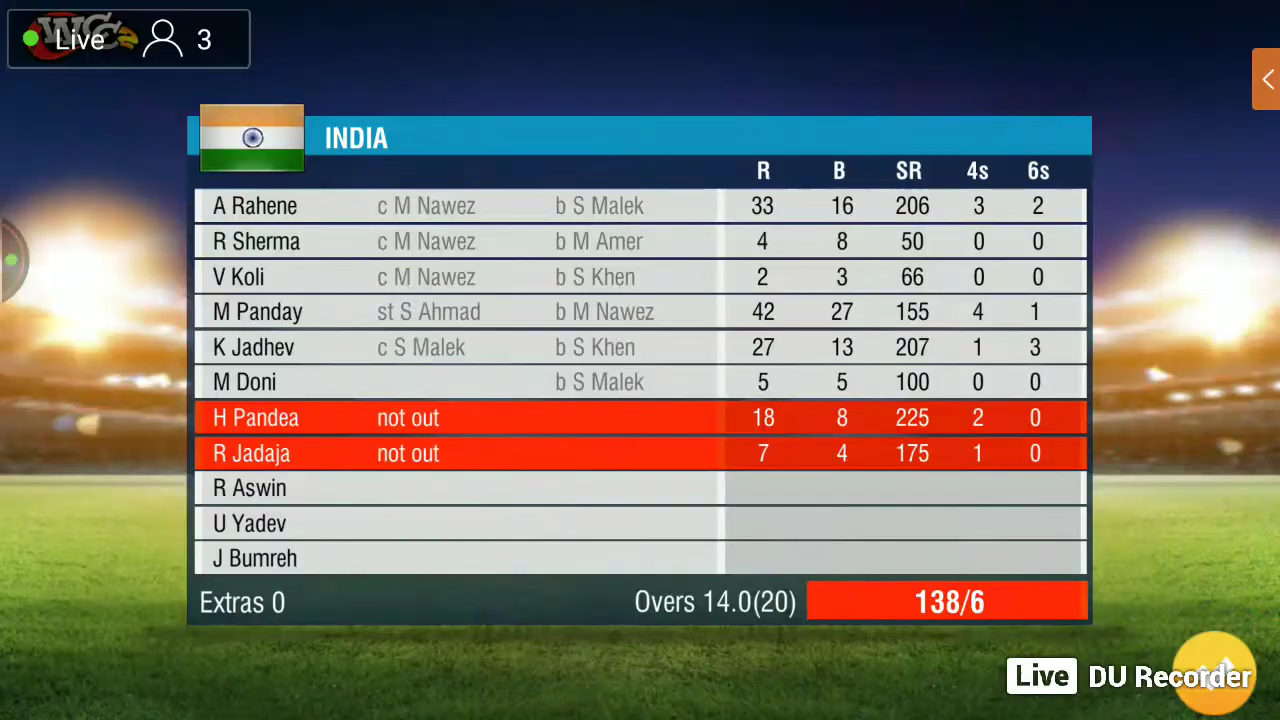 WCC
Live 3
INDIA
R B SR 4s 6s
A Rahene c M Nawez b S Malek 33 16 206 3 2
R Sherma c M Nawez b M Amer 4 8 50 0 0
V Koli c M Nawez b S Khen 2 3 66 0 0
M Panday st S Ahmad b M Nawez 42 27 155 4 1
K Jadhev c S Malek b S Khen 27 13 207 1 3
M Doni b S Malek 5 5 100 0 0
H Pandea not out 18 8 225 2 0
R Jadaja not out 7 4 175 1 0
R Aswin
U Yadev
J Bumreh
Extras 0 Overs 14.0(20) 138/6
Live DU Recorder